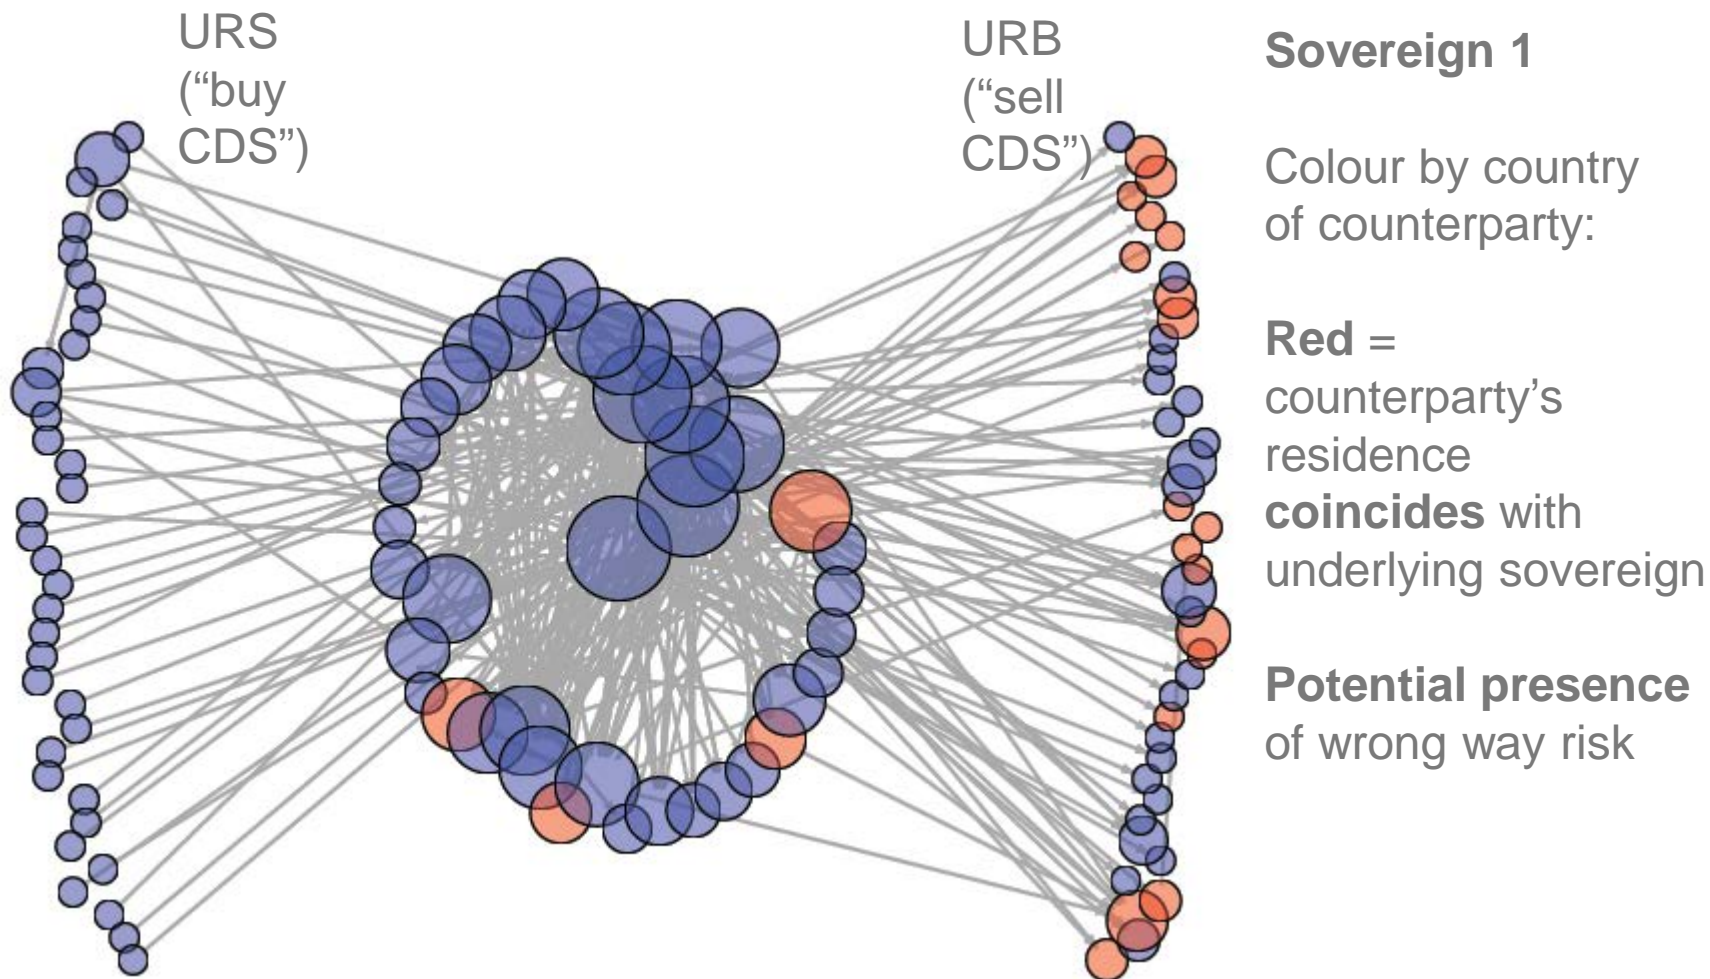 URS
(“buy
CDS”)
URB
(“sell
CDS”)
Sovereign 1
Colour by country
of counterparty:
Red =
counterparty’s
residence
coincides with
underlying sovereign
Potential presence
of wrong way risk